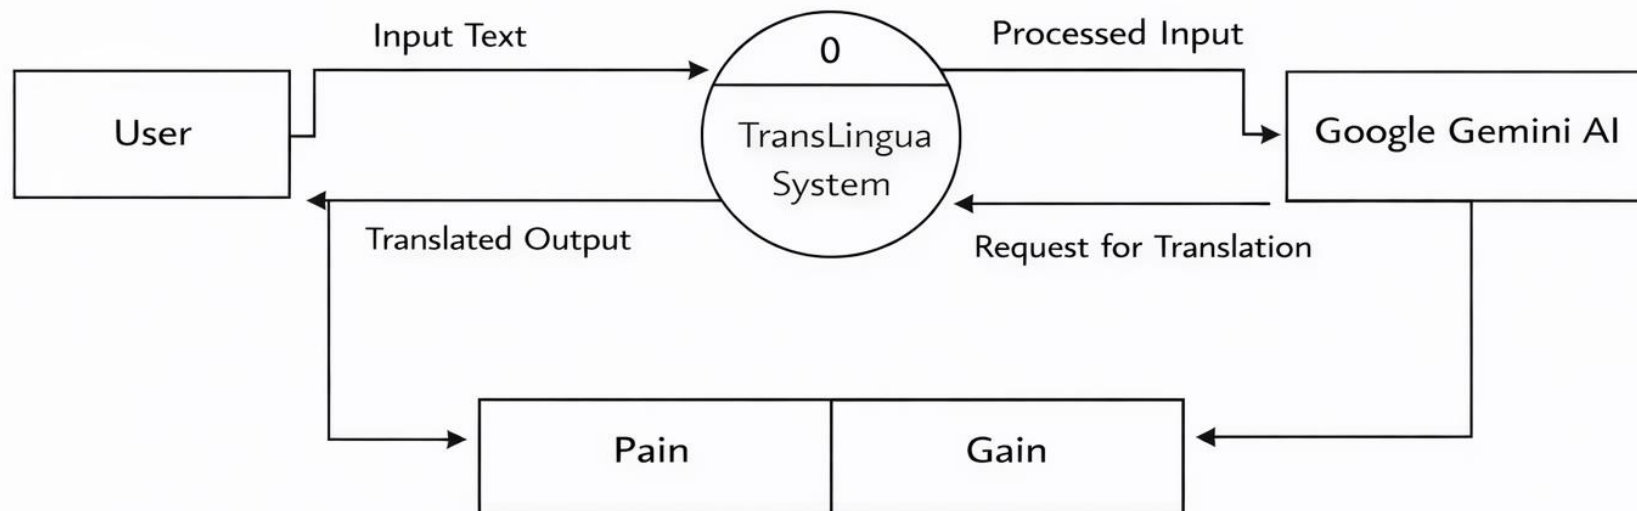 Input Text
0
Processed Input
User
TransLingua
System
Google Gemini AI
Translated Output
Request for Translation
Pain
Gain